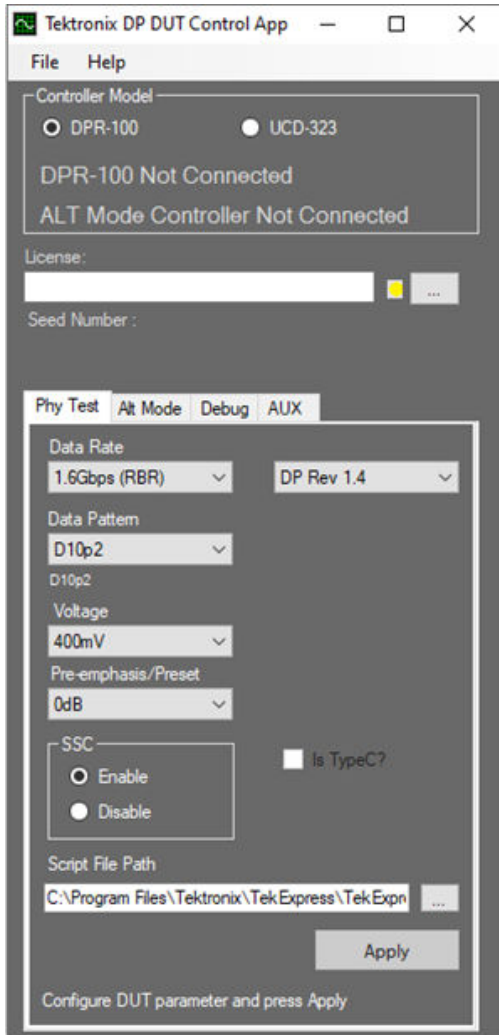 Tektronix DP DUT Control App
File Help
Controller Model
DPR-100 UCD-323
DPR-100 Not Connected
ALT Mode Controller Not Connected
License:
...
Seed Number :
Phy Test Alt Mode Debug AUX
Data Rate
1.6Gbps (RBR) DP Rev 1.4
Data Pattern
D10p2
D10p2
Voltage
400mV
Pre-emphasis/Preset
0dB
SSC
Enable Is TypeC?
Disable
Script File Path
C:\Program Files\Tektronix\TekExpress\TekExpr ...
Apply
Configure DUT parameter and press Apply